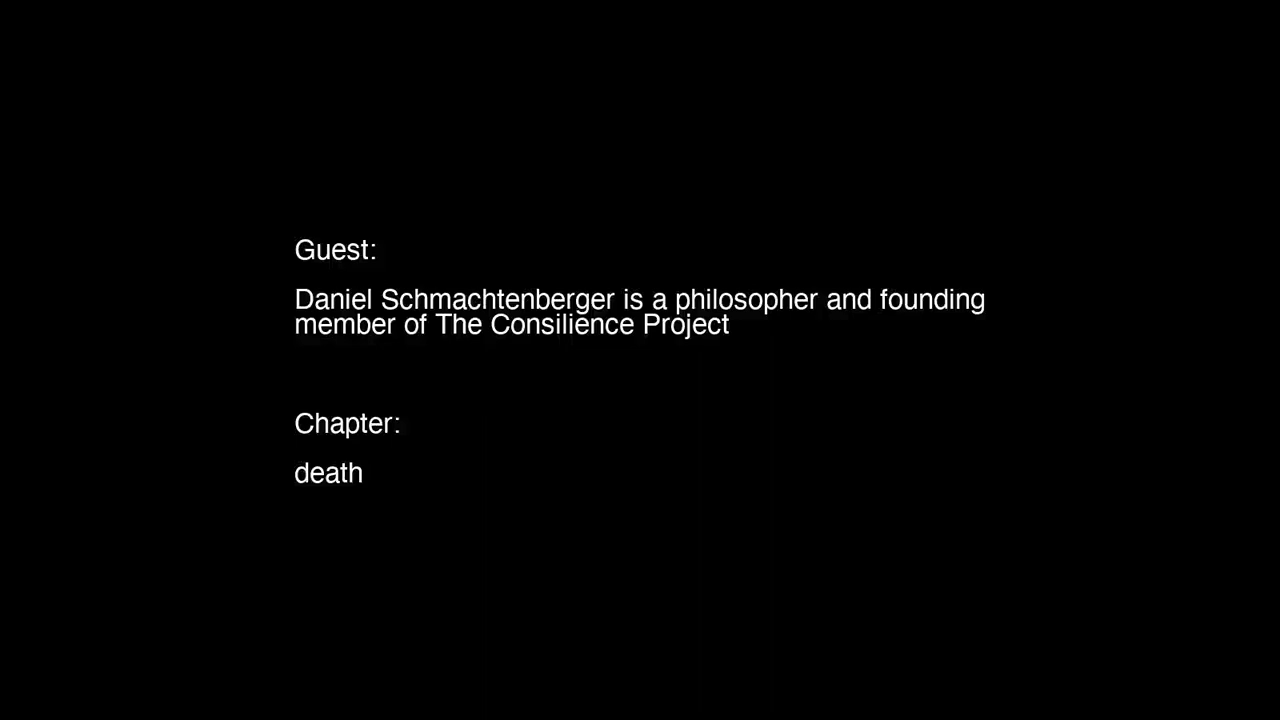 Guest:
Daniel Schmachtenberger is a philosopher and founding
member of The Consilience Project
Chapter:
death